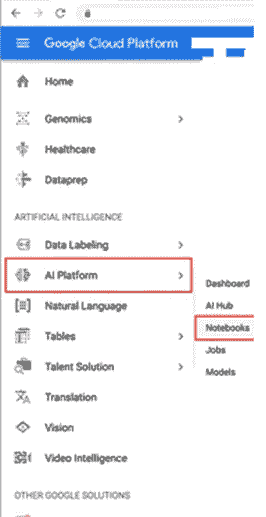 Google Cloud Platform
Home
Genomics
Healthcare
Dataprep
ARTIFICIAL INTELLIGENCE
Data Labeling
AI Platform
Natural Language
Tables
Talent Solution
Translation
Vision
Video Intelligence
OTHER GOOGLE SOLUTIONS
Dashboard
AI Hub
Notebooks
Jobs
Models